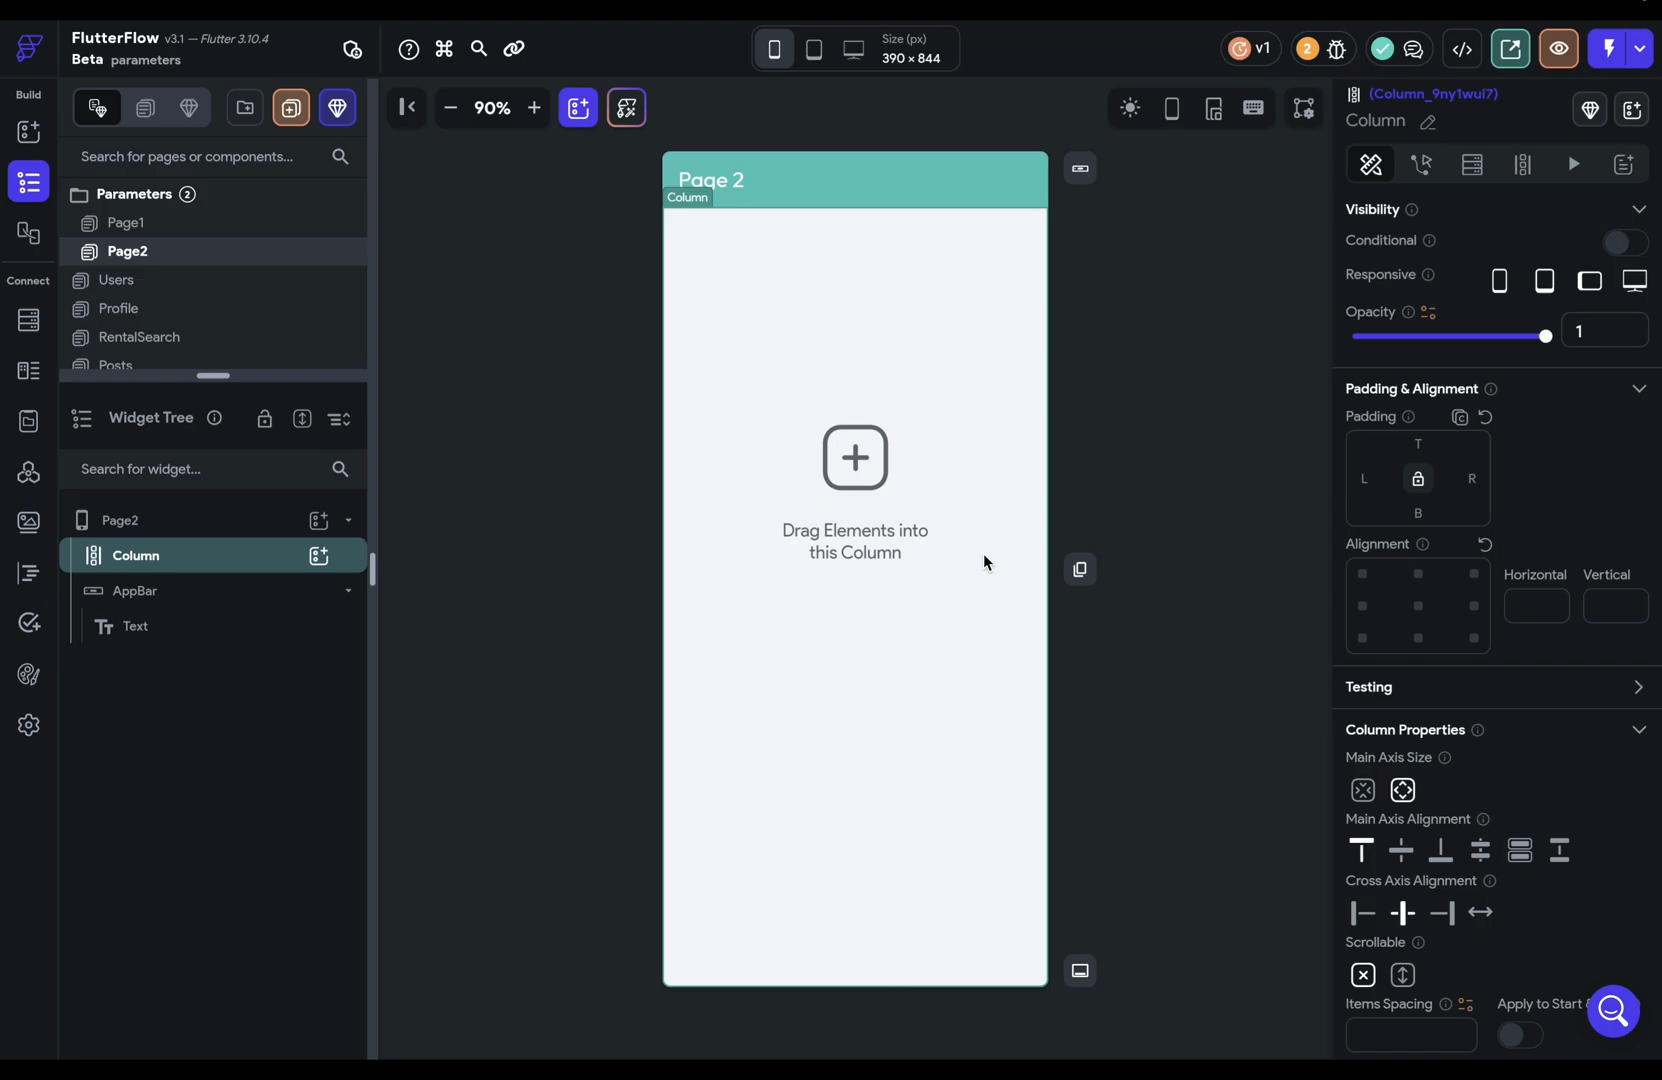 FlutterFlow v3.1 – Flutter 3.10.4
Beta parameters
Size (px)
390 × 844
v1
2
Build
Connect
Search for pages or components...
Parameters 2
Page1
Page2
Users
Profile
RentalSearch
Posts
Widget Tree
Search for widget...
Page2
Column
AppBar
Text
90%
Page 2
Column
Drag Elements into
this Column
(Column_9ny1wui7)
Column
Visibility
Conditional
Responsive
Opacity
1
Padding & Alignment
Padding
T
L
R
B
Alignment
Horizontal Vertical
Testing
Column Properties
Main Axis Size
Main Axis Alignment
Cross Axis Alignment
Scrollable
Items Spacing Apply to Start